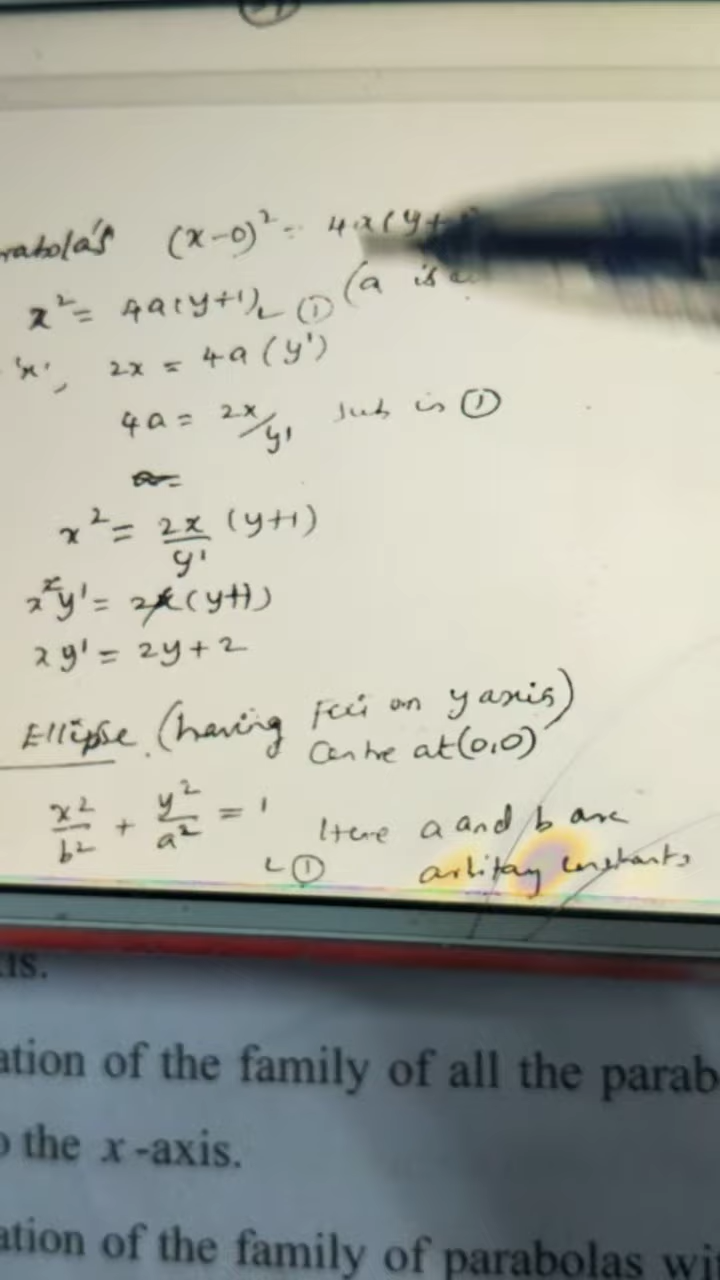 (x-0)² = 4a(y+
x² = 4a(y+1) ① (a is
'x', 2x = 4a (y')
4a = 2x/y' sub in ①
x² = 2x/y' (y+1)
x²y' = 2x(y+1)
xy' = 2y+2
Ellipse (having Foci on y axis)
Centre at (0,0)
x²/b² + y²/a² = 1 Here a and b are
① arbitary constants
ation of the family of all the parab
the x-axis.
ation of the family of parabolas wi